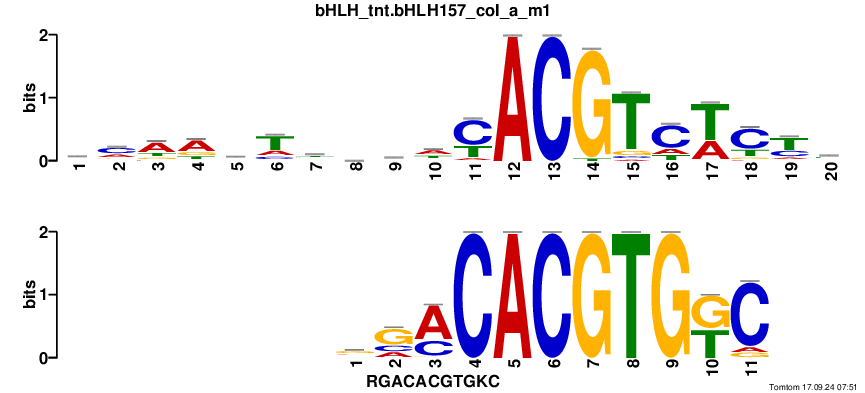 bHLH_tnt.bHLH157_col_a_m1
bits
2
1
0
1 2 3 4 5 6 7 8 9 10 11 12 13 14 15 16 17 18 19 20
CAATACACGTCTCT
bits
2
1
0
1 2 3 4 5 6 7 8 9 10 11
GACACGTGGC
RGACACGTGKC
Tomtom 17.09.24 07:51